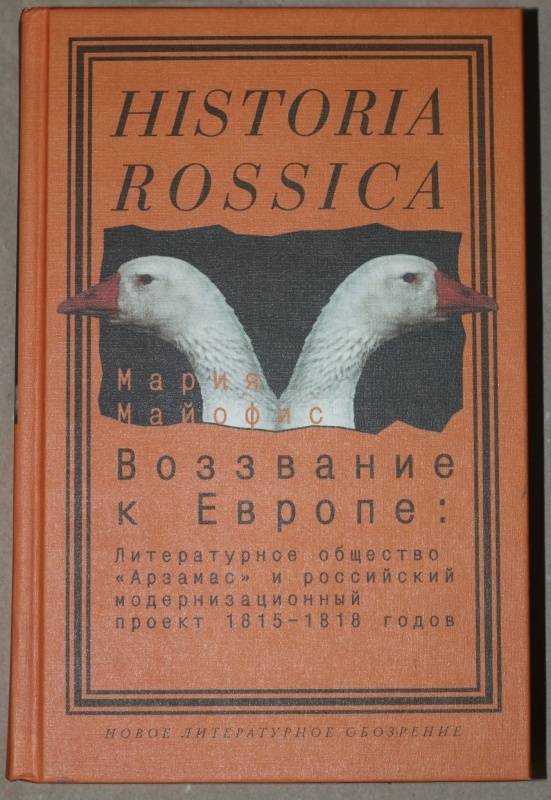 HISTORIA
ROSSICA
Мария
Майофис
Воззвание
к Европе:
Литературное общество
«Арзамас» и российский
модернизационный
проект 1815–1818 годов
НОВОЕ ЛИТЕРАТУРНОЕ ОБОЗРЕНИЕ